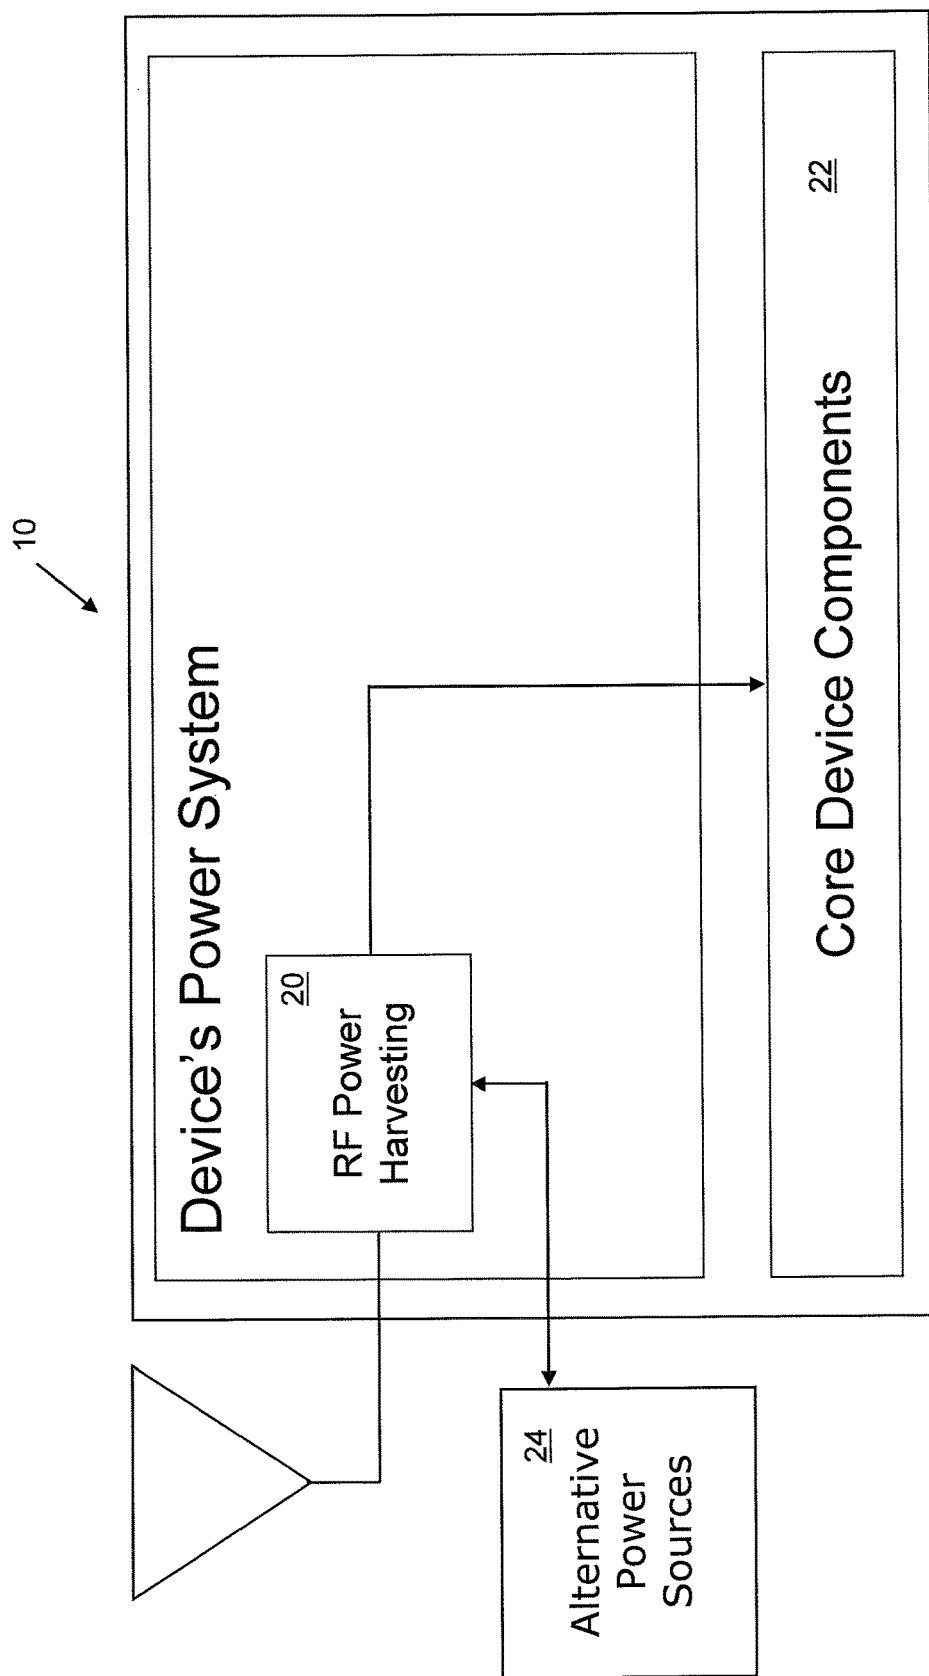 10
Device's Power System
20
RF Power
Harvesting
24
Alternative
Power
Sources
Core Device Components
22